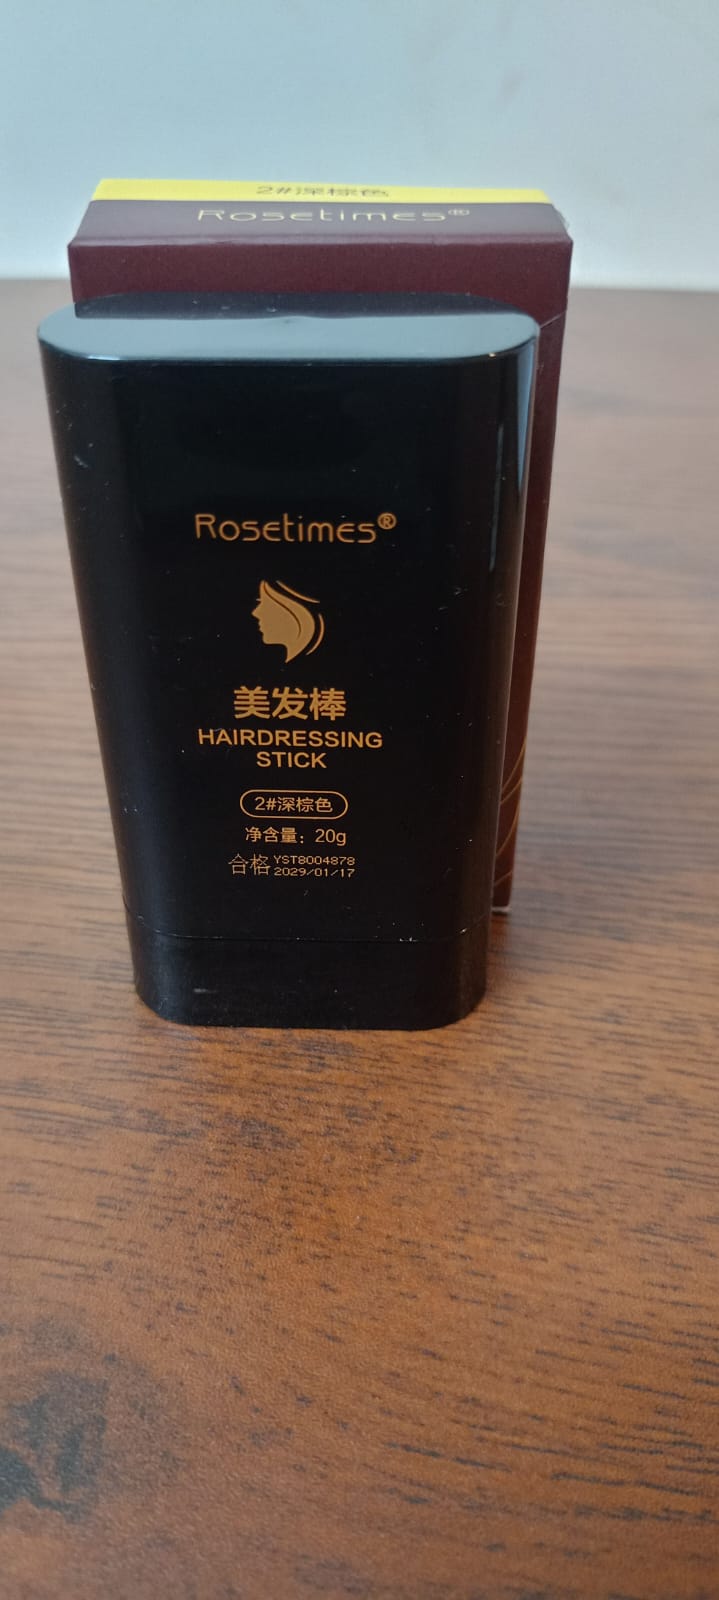 2#深棕色
Rosetimes®
Rosetimes®
美发棒
HAIRDRESSING
STICK
2#深棕色
净含量：20g
合格 YST8004878
2029/01/17